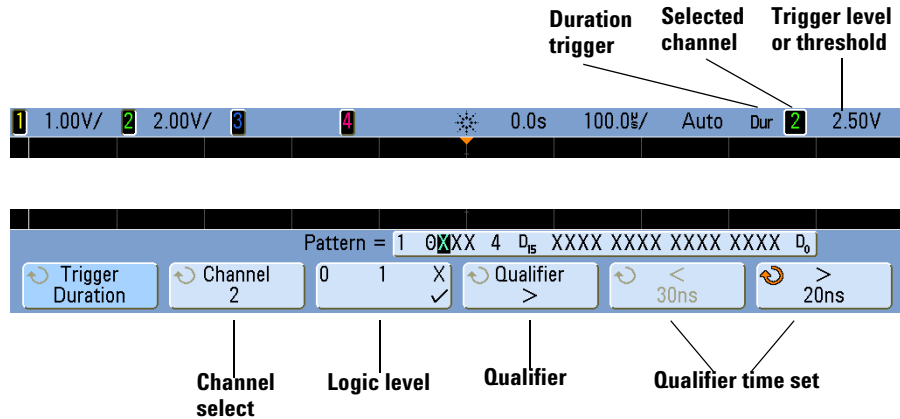 Duration trigger
Selected channel
Trigger level or threshold
1 1.00V/ 2 2.00V/ 3 4 0.0s 100.0㎲/ Auto Dur 2 2.50V
Pattern = 1 0XXX 4 D15 XXXX XXXX XXXX XXXX D0
Trigger Duration
Channel 2
0 1 X ✓
Qualifier >
< 30ns
> 20ns
Channel select
Logic level
Qualifier
Qualifier time set